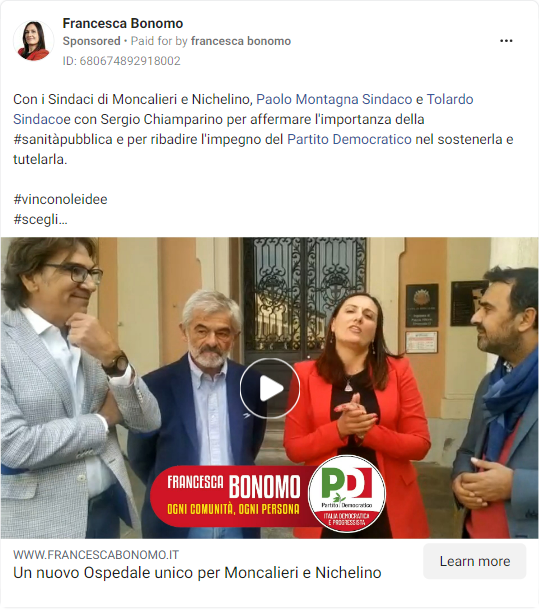 Francesca Bonomo
Sponsored • Paid for by francesca bonomo
ID: 680674892918002
Con i Sindaci di Moncalieri e Nichelino, Paolo Montagna Sindaco e Tolardo
Sindacoe con Sergio Chiamparino per affermare l'importanza della
#sanitàpubblica e per ribadire l'impegno del Partito Democratico nel sostenerla e
tutelarla.
#vinconoleidee
#scegli...
FRANCESCA BONOMO
OGNI COMUNITÀ, OGNI PERSONA
PD
Partito Democratico
ITALIA DEMOCRATICA
E PROGRESSISTA
WWW.FRANCESCABONOMO.IT
Un nuovo Ospedale unico per Moncalieri e Nichelino
Learn more